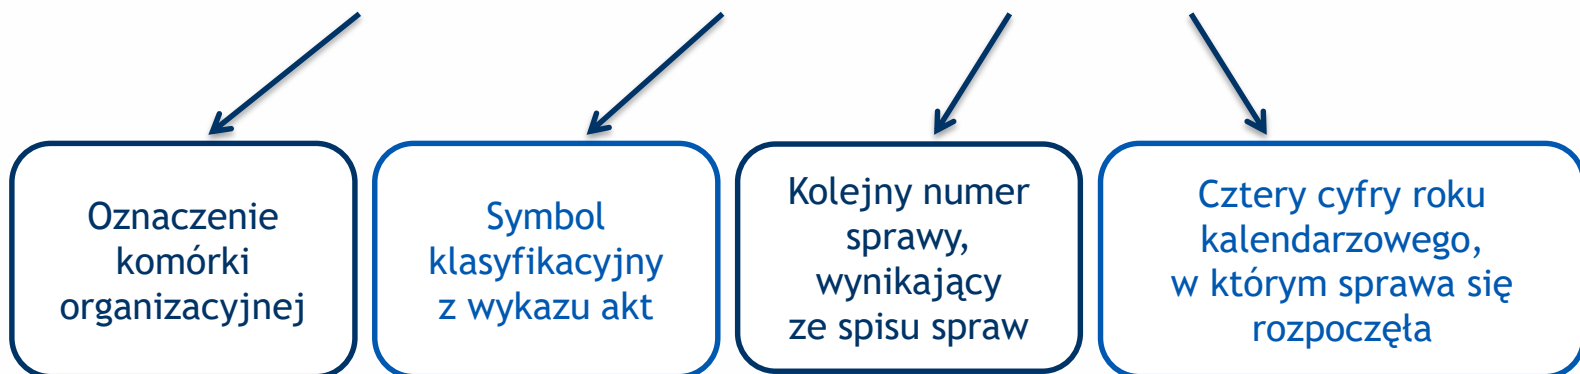 Oznaczenie
komórki
organizacyjnej
Symbol
klasyfikacyjny
z wykazu akt
Kolejny numer
sprawy,
wynikający
ze spisu spraw
Cztery cyfry roku
kalendarzowego,
w którym sprawa się
rozpoczęła